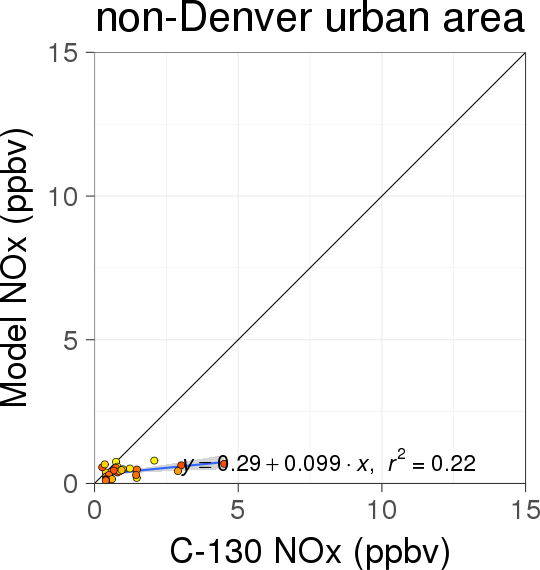 non-Denver urban area
15
10
5
0
Model NOx (ppbv)
y = 0.29 + 0.099 · x,  r² = 0.22
0 5 10 15
C-130 NOx (ppbv)